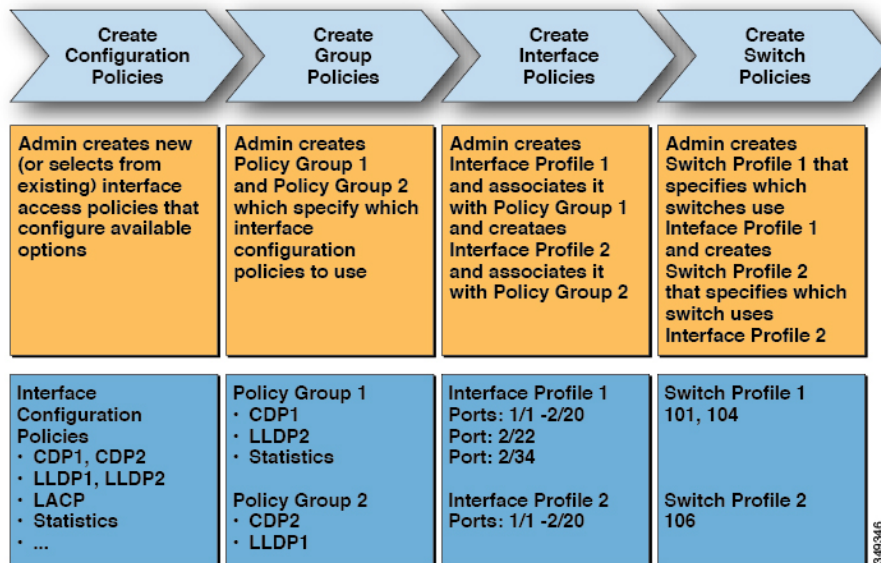 Create
Configuration
Policies
Create
Group
Policies
Create
Interface
Policies
Create
Switch
Policies
Admin creates new
(or selects from
existing) interface
access policies that
configure available
options
Admin creates
Policy Group 1
and Policy Group 2
which specify which
interface
configuration
policies to use
Admin creates
Interface Profile 1
and associates it
with Policy Group 1
and creataes
Interface Profile 2
and associates it
with Policy Group 2
Admin creates
Switch Profile 1 that
specifies which
switches use
Inteface Profile 1
and creates
Switch Profile 2
that specifies which
switch uses
Interface Profile 2
Interface
Configuration
Policies
· CDP1, CDP2
· LLDP1, LLDP2
· LACP
· Statistics
· ...
Policy Group 1
· CDP1
· LLDP2
· Statistics
Policy Group 2
· CDP2
· LLDP1
Interface Profile 1
Ports: 1/1 -2/20
Port: 2/22
Port: 2/34
Interface Profile 2
Ports: 1/1 -2/20
Switch Profile 1
101, 104
Switch Profile 2
106
349346